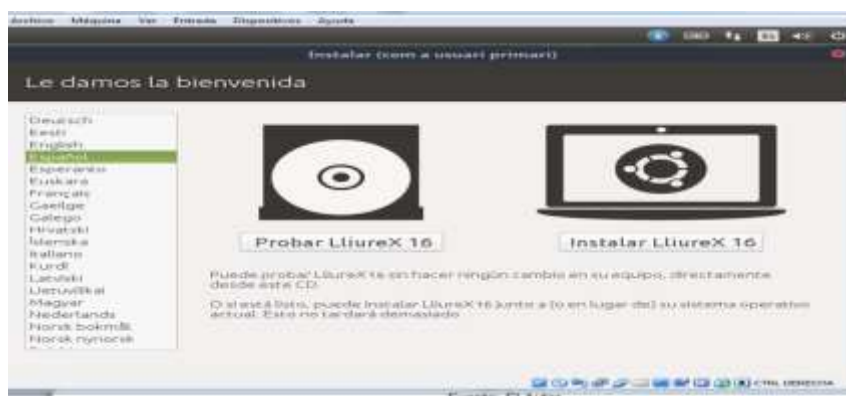 Archivo Máquina Ver Entrada Dispositivos Ayuda
Instalar (com a usuari primari)
Le damos la bienvenida
Deutsch
Eesti
English
Español
Esperanto
Euskara
Français
Gaeilge
Galego
Hrvatski
Íslenska
Italiano
Kurdî
Latviski
Lietuviškai
Magyar
Nederlands
Norsk bokmål
Norsk nynorsk
Probar LliureX 16
Instalar LliureX 16
Puede probar LliureX 16 sin hacer ningún cambio en su equipo, directamente
desde este CD.
O si está listo, puede instalar LliureX 16 junto a (o en lugar de) su sistema operativo
actual. Esto no tardará demasiado.
CTRL DERECHA